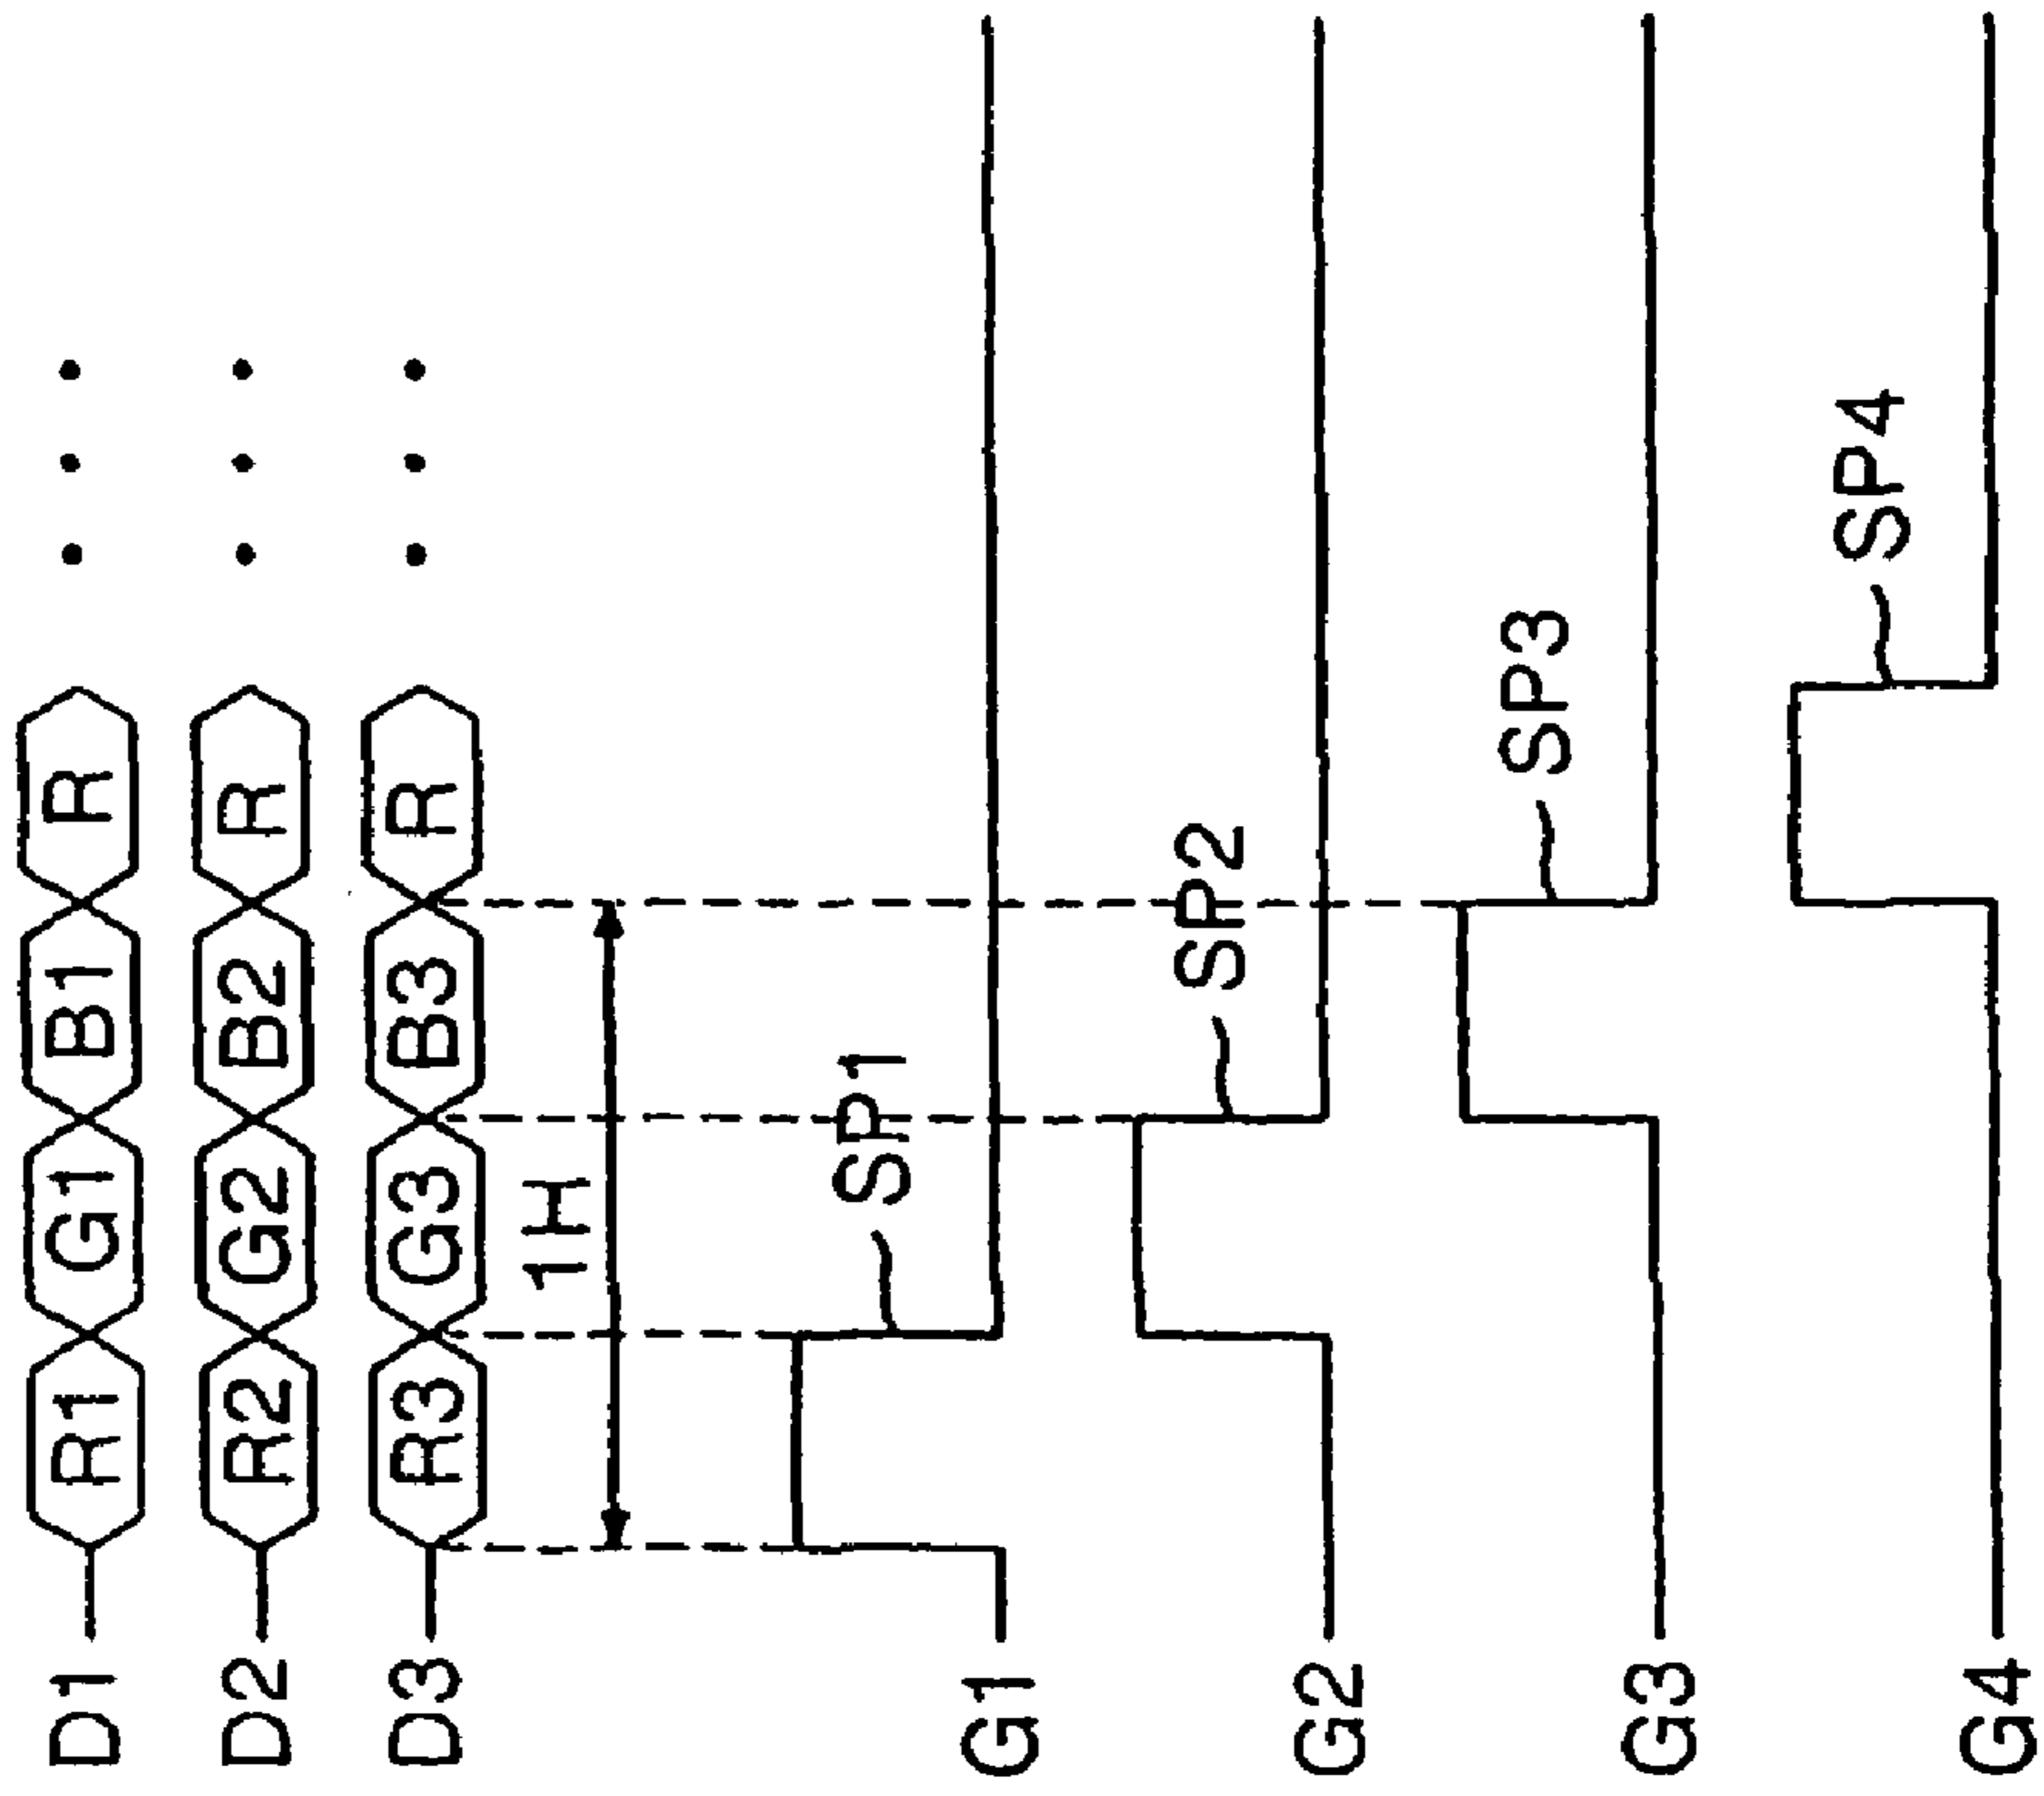 D1 R1 G1 B1 R
D2 R2 G2 B2 R
D3 R3 G3 B3 R
1H
SP1
G1
SP2
G2
SP3
G3
SP4
G4